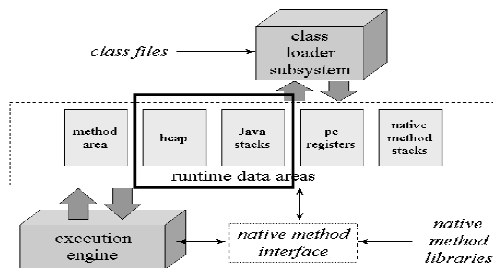 class files
class
loader
subsystem
method
area
heap
Java
stacks
pc
registers
native
method
stacks
runtime data areas
execution
engine
native method
interface
native
method
libraries